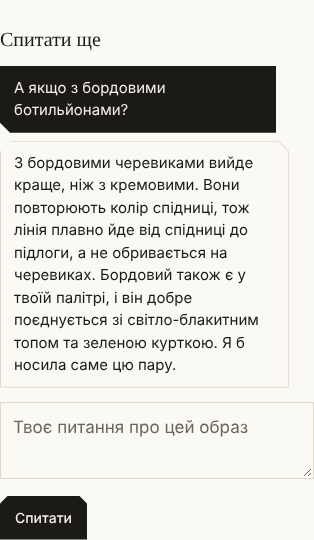 Спитати ще
А якщо з бордовими
ботильйонами?
З бордовими черевиками вийде
краще, ніж з кремовими. Вони
повторюють колір спідниці, тож
лінія плавно йде від спідниці до
підлоги, а не обривається на
черевиках. Бордовий також є у
твоїй палітрі, і він добре
поєднується зі світло-блакитним
топом та зеленою курткою. Я б
носила саме цю пару.
Твоє питання про цей образ
Спитати